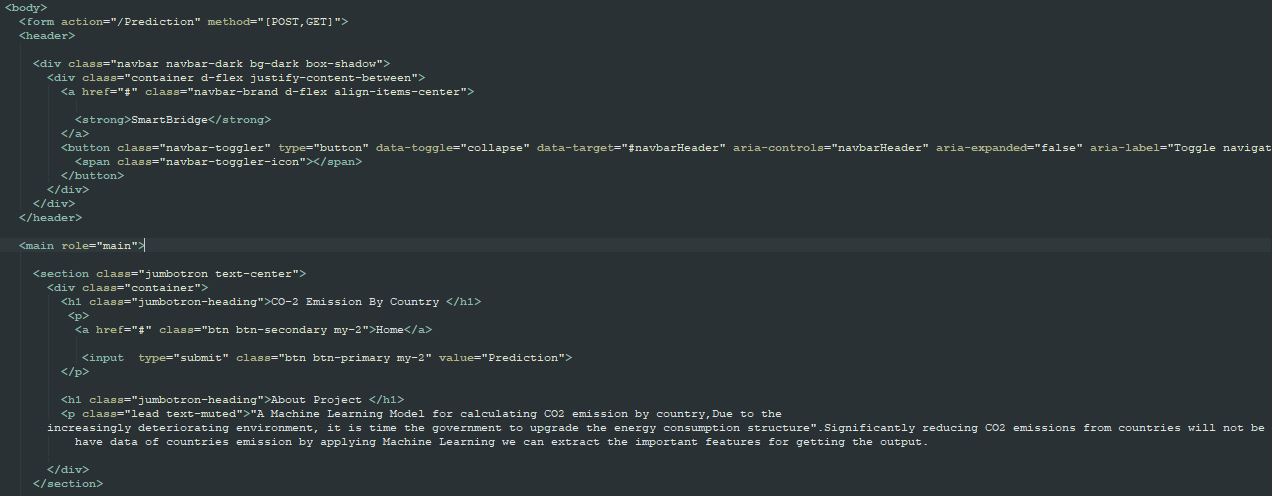 <body>
<form action="/Prediction" method="[POST,GET]">
<header>
<div class="navbar navbar-dark bg-dark box-shadow">
<div class="container d-flex justify-content-between">
<a href="#" class="navbar-brand d-flex align-items-center">
<strong>SmartBridge</strong>
</a>
<button class="navbar-toggler" type="button" data-toggle="collapse" data-target="#navbarHeader" aria-controls="navbarHeader" aria-expanded="false" aria-label="Toggle navigat
<span class="navbar-toggler-icon"></span>
</button>
</div>
</div>
</header>
<main role="main">
<section class="jumbotron text-center">
<div class="container">
<h1 class="jumbotron-heading">CO-2 Emission By Country </h1>
<p>
<a href="#" class="btn btn-secondary my-2">Home</a>
<input  type="submit" class="btn btn-primary my-2" value="Prediction">
</p>
<h1 class="jumbotron-heading">About Project </h1>
<p class="lead text-muted">"A Machine Learning Model for calculating CO2 emission by country,Due to the
increasingly deteriorating environment, it is time the government to upgrade the energy consumption structure".Significantly reducing CO2 emissions from countries will not be
have data of countries emission by applying Machine Learning we can extract the important features for getting the output.
</div>
</section>